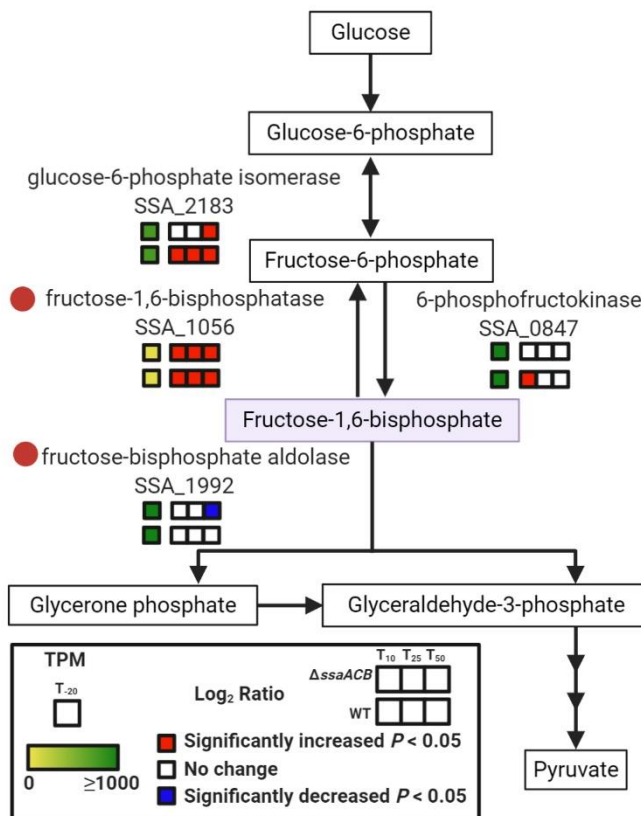 Glucose
Glucose-6-phosphate
glucose-6-phosphate isomerase
SSA_2183
Fructose-6-phosphate
fructose-1,6-bisphosphatase
SSA_1056
6-phosphofructokinase
SSA_0847
Fructose-1,6-bisphosphate
fructose-bisphosphate aldolase
SSA_1992
Glycerone phosphate
Glyceraldehyde-3-phosphate
TPM
T-20
0 ≥1000
Log₂ Ratio
T₁₀ T₂₅ T₅₀
ΔssaACB
WT
Significantly increased P < 0.05
No change
Significantly decreased P < 0.05
Pyruvate